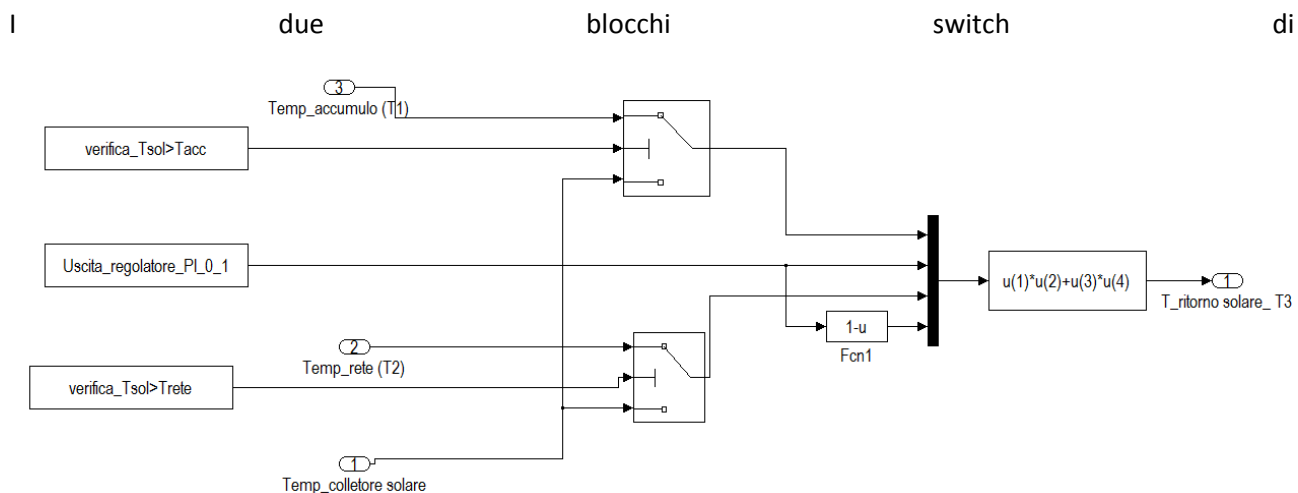 I due blocchi switch di
3
Temp_accumulo (T1)
verifica_Tsol>Tacc
Uscita_regolatore_PI_0_1
u(1)*u(2)+u(3)*u(4)
1
T_ritorno solare_ T3
1-u
Fcn1
2
Temp_rete (T2)
verifica_Tsol>Trete
1
Temp_colletore solare